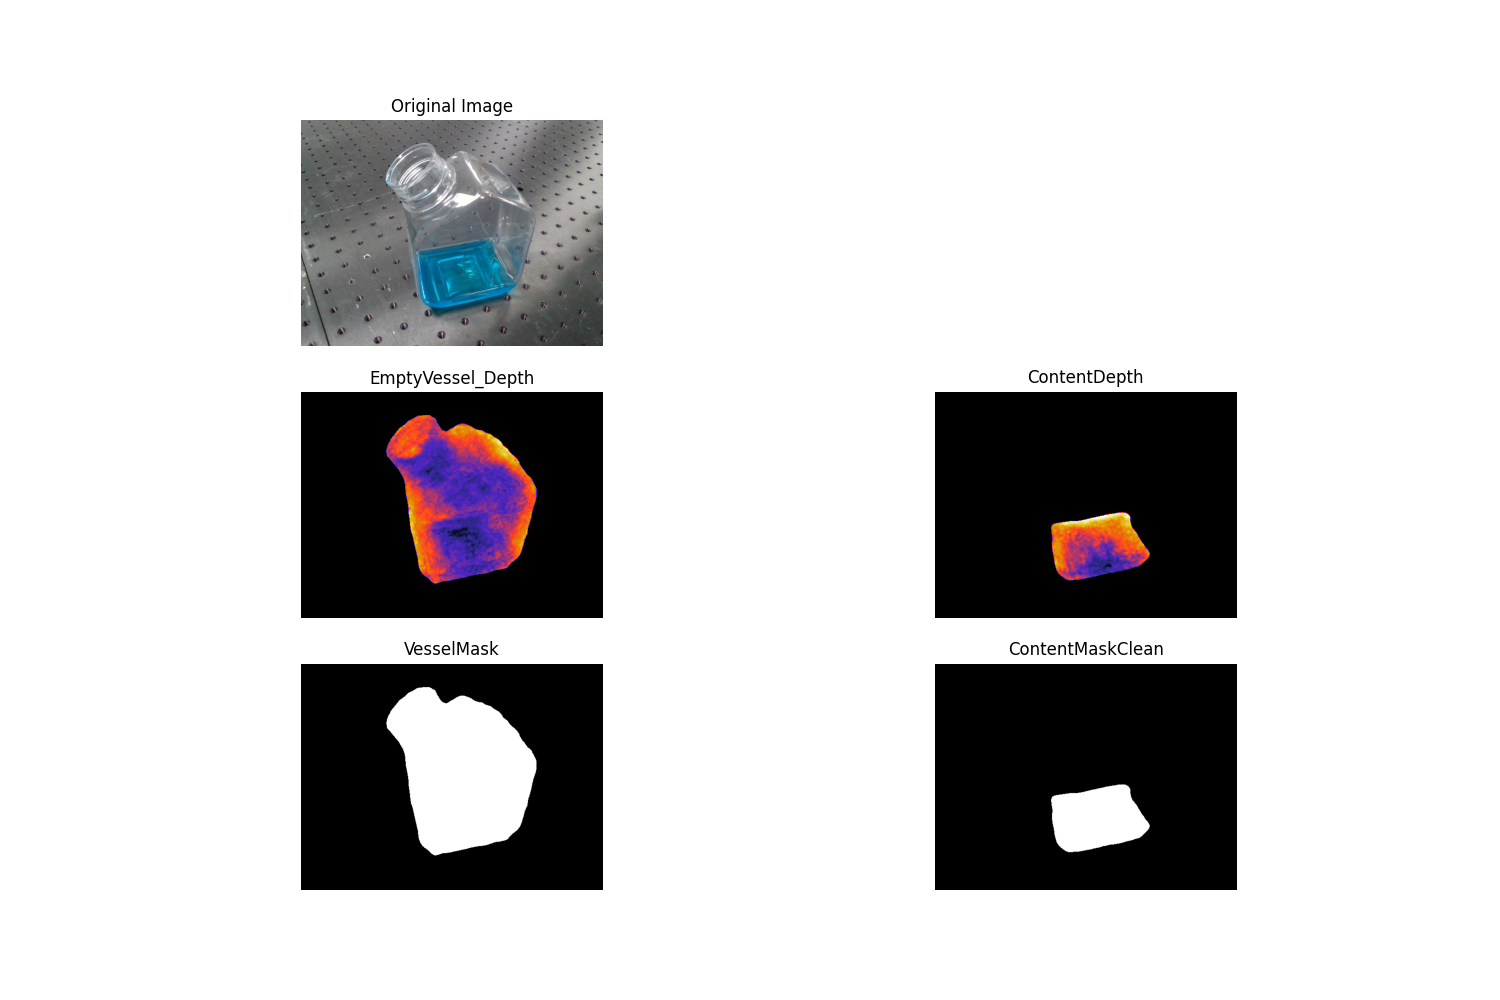 Original Image
EmptyVessel_Depth
ContentDepth
VesselMask
ContentMaskClean